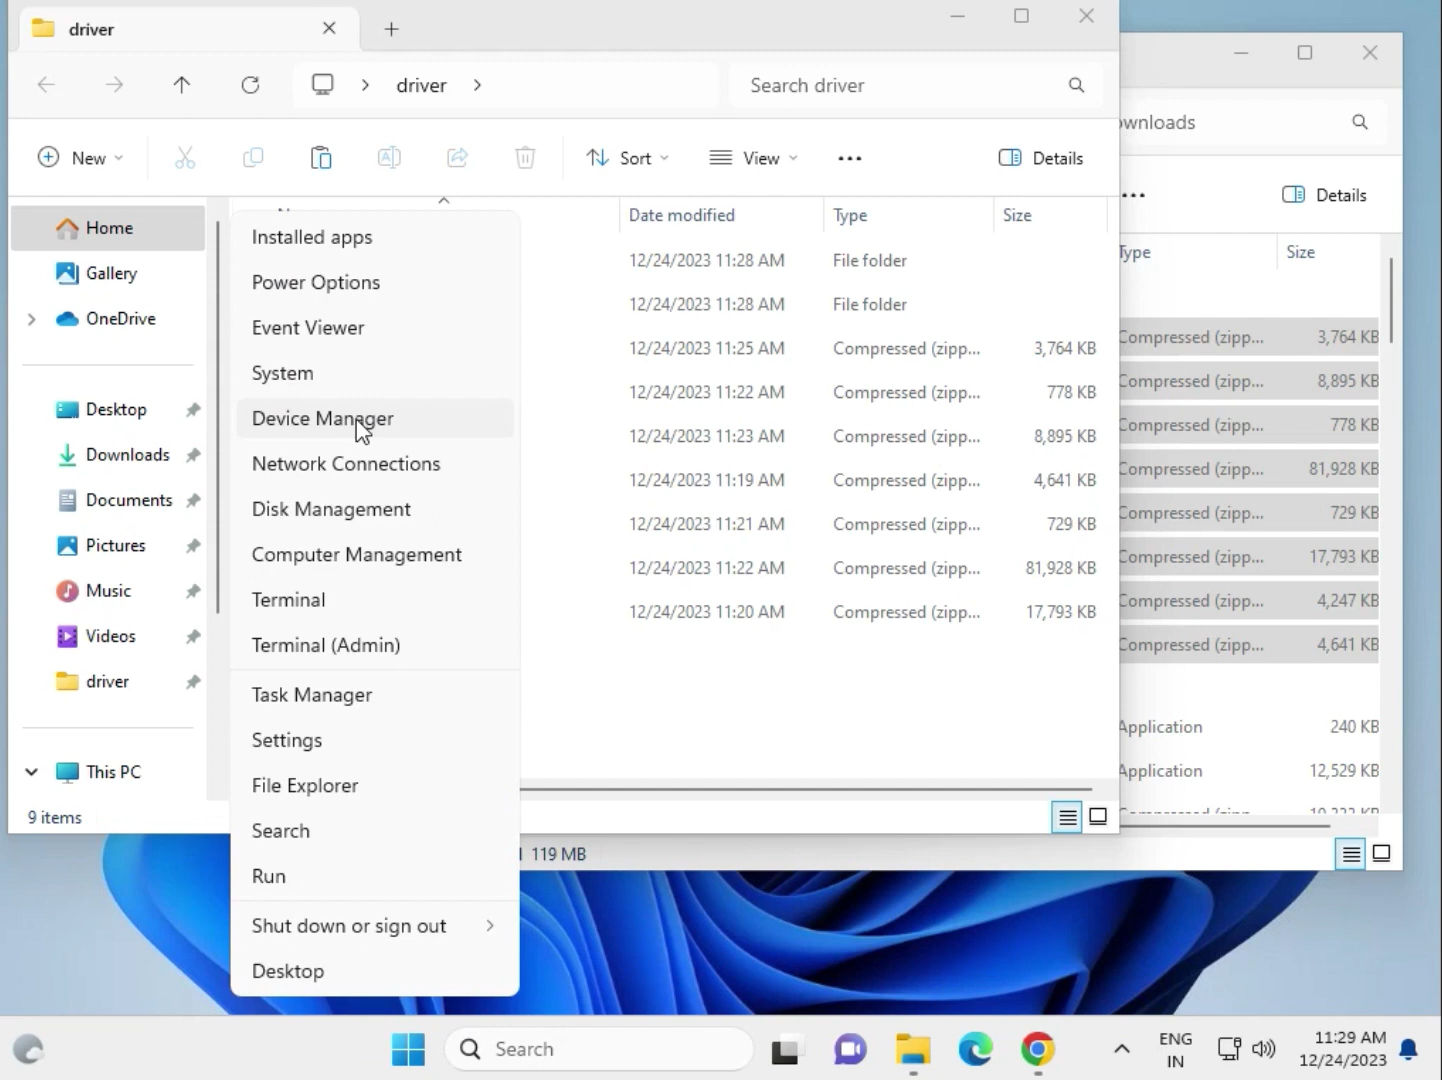 driver
driver
Search driver
New
Sort
View
Details
Home
Gallery
OneDrive
Desktop
Downloads
Documents
Pictures
Music
Videos
driver
This PC
9 items
Date modified
Type
Size
12/24/2023 11:28 AM File folder
12/24/2023 11:28 AM File folder
12/24/2023 11:25 AM Compressed (zipp... 3,764 KB
12/24/2023 11:22 AM Compressed (zipp... 778 KB
12/24/2023 11:23 AM Compressed (zipp... 8,895 KB
12/24/2023 11:19 AM Compressed (zipp... 4,641 KB
12/24/2023 11:21 AM Compressed (zipp... 729 KB
12/24/2023 11:22 AM Compressed (zipp... 81,928 KB
12/24/2023 11:20 AM Compressed (zipp... 17,793 KB
Installed apps
Power Options
Event Viewer
System
Device Manager
Network Connections
Disk Management
Computer Management
Terminal
Terminal (Admin)
Task Manager
Settings
File Explorer
Search
Run
Shut down or sign out
Desktop
ownloads
Details
Type
Size
Compressed (zipp... 3,764 KB
Compressed (zipp... 8,895 KB
Compressed (zipp... 778 KB
Compressed (zipp... 81,928 KB
Compressed (zipp... 729 KB
Compressed (zipp... 17,793 KB
Compressed (zipp... 4,247 KB
Compressed (zipp... 4,641 KB
Application 240 KB
Application 12,529 KB
119 MB
Search
ENG
IN
11:29 AM
12/24/2023